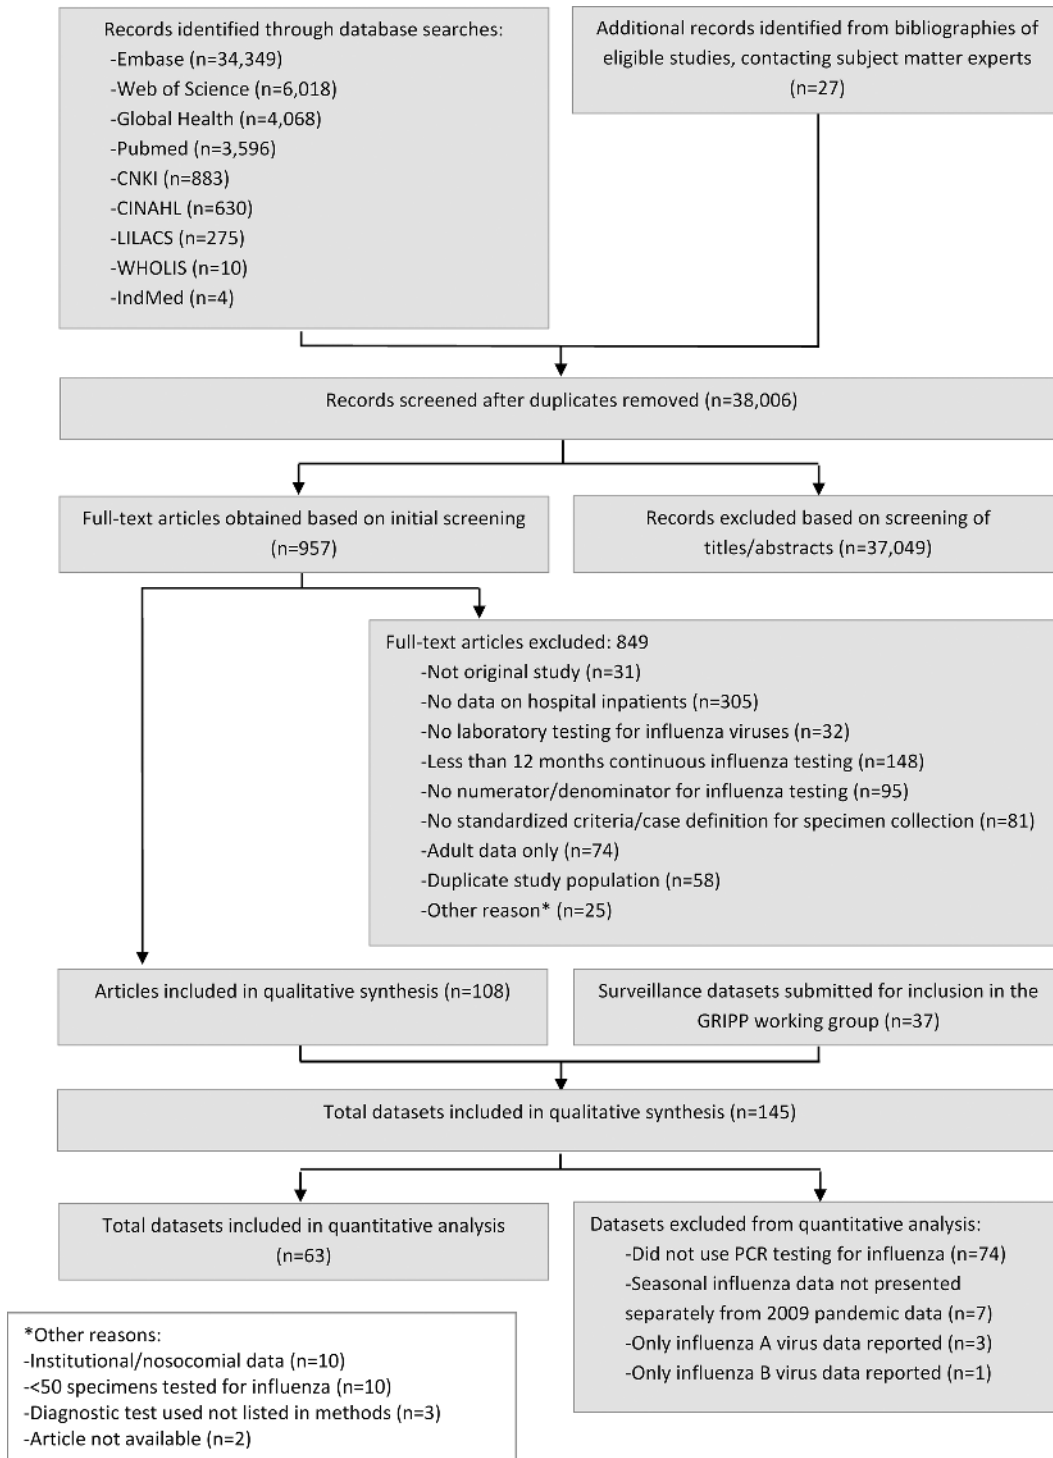 Records identified through database searches:
-Embase (n=34,349)
-Web of Science (n=6,018)
-Global Health (n=4,068)
-Pubmed (n=3,596)
-CNKI (n=883)
-CINAHL (n=630)
-LILACS (n=275)
-WHOLIS (n=10)
-IndMed (n=4)
Additional records identified from bibliographies of
eligible studies, contacting subject matter experts
(n=27)
Records screened after duplicates removed (n=38,006)
Full-text articles obtained based on initial screening
(n=957)
Records excluded based on screening of
titles/abstracts (n=37,049)
Full-text articles excluded: 849
-Not original study (n=31)
-No data on hospital inpatients (n=305)
-No laboratory testing for influenza viruses (n=32)
-Less than 12 months continuous influenza testing (n=148)
-No numerator/denominator for influenza testing (n=95)
-No standardized criteria/case definition for specimen collection (n=81)
-Adult data only (n=74)
-Duplicate study population (n=58)
-Other reason* (n=25)
Articles included in qualitative synthesis (n=108)
Surveillance datasets submitted for inclusion in the
GRIPP working group (n=37)
Total datasets included in qualitative synthesis (n=145)
Total datasets included in quantitative analysis
(n=63)
Datasets excluded from quantitative analysis:
-Did not use PCR testing for influenza (n=74)
-Seasonal influenza data not presented
separately from 2009 pandemic data (n=7)
-Only influenza A virus data reported (n=3)
-Only influenza B virus data reported (n=1)
*Other reasons:
-Institutional/nosocomial data (n=10)
-<50 specimens tested for influenza (n=10)
-Diagnostic test used not listed in methods (n=3)
-Article not available (n=2)